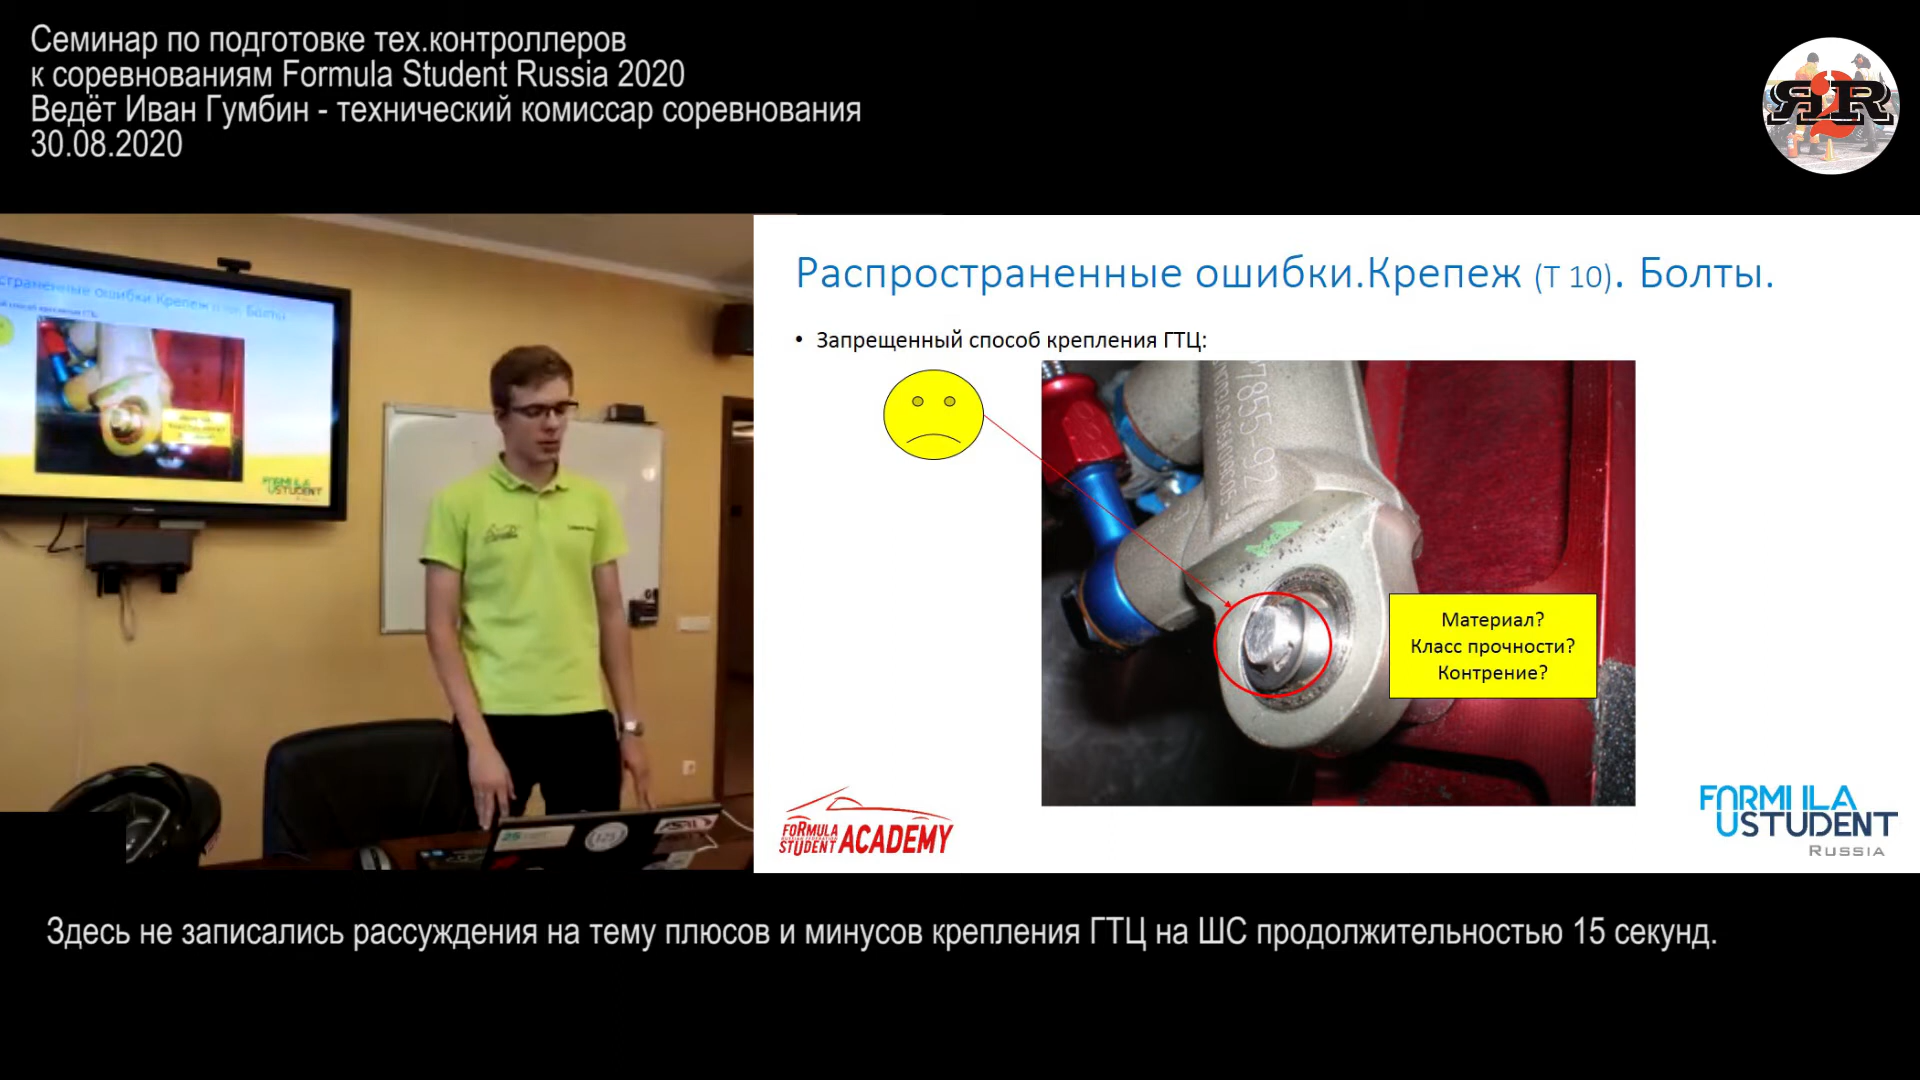 Семинар по подготовке тех.контроллеров
к соревнованиям Formula Student Russia 2020
Ведёт Иван Гумбин - технический комиссар соревнования
30.08.2020
Распространенные ошибки.Крепеж (Т 10). Болты.
• Запрещенный способ крепления ГТЦ:
Материал?
Класс прочности?
Контрение?
FORMULA
STUDENT ACADEMY
FORMULA
STUDENT
RUSSIA
Здесь не записались рассуждения на тему плюсов и минусов крепления ГТЦ на ШС продолжительностью 15 секунд.